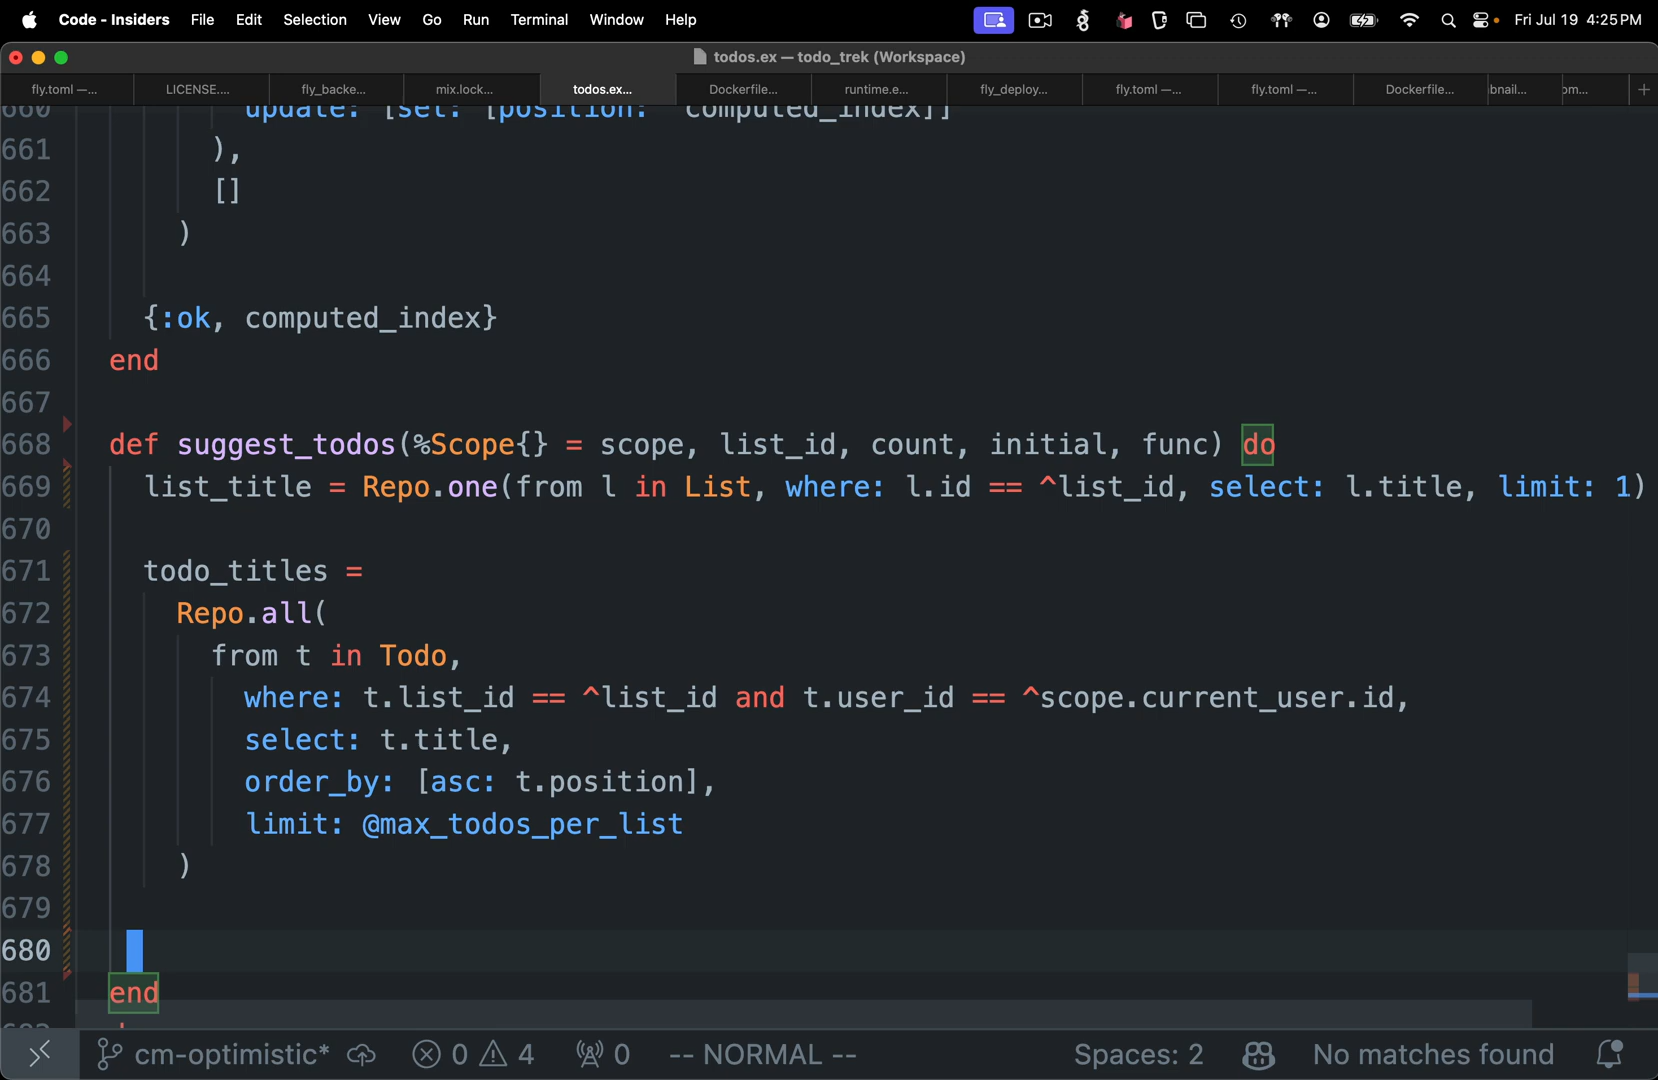 Code - Insiders File Edit Selection View Go Run Terminal Window Help Fri Jul 19 4:25 PM
todos.ex — todo_trek (Workspace)
fly.toml —... LICENSE.... fly_backe... mix.lock... todos.ex... Dockerfile... runtime.e... fly_deploy... fly.toml —... fly.toml —... Dockerfile... bnail... om...
660 update: [set: [position: ^computed_index]]
661 ),
662 []
663 )
664
665 {:ok, computed_index}
666 end
667
668 def suggest_todos(%Scope{} = scope, list_id, count, initial, func) do
669 list_title = Repo.one(from l in List, where: l.id == ^list_id, select: l.title, limit: 1)
670
671 todo_titles =
672 Repo.all(
673 from t in Todo,
674 where: t.list_id == ^list_id and t.user_id == ^scope.current_user.id,
675 select: t.title,
676 order_by: [asc: t.position],
677 limit: @max_todos_per_list
678 )
679
680
681 end
cm-optimistic* 0 4 0 -- NORMAL -- Spaces: 2 No matches found